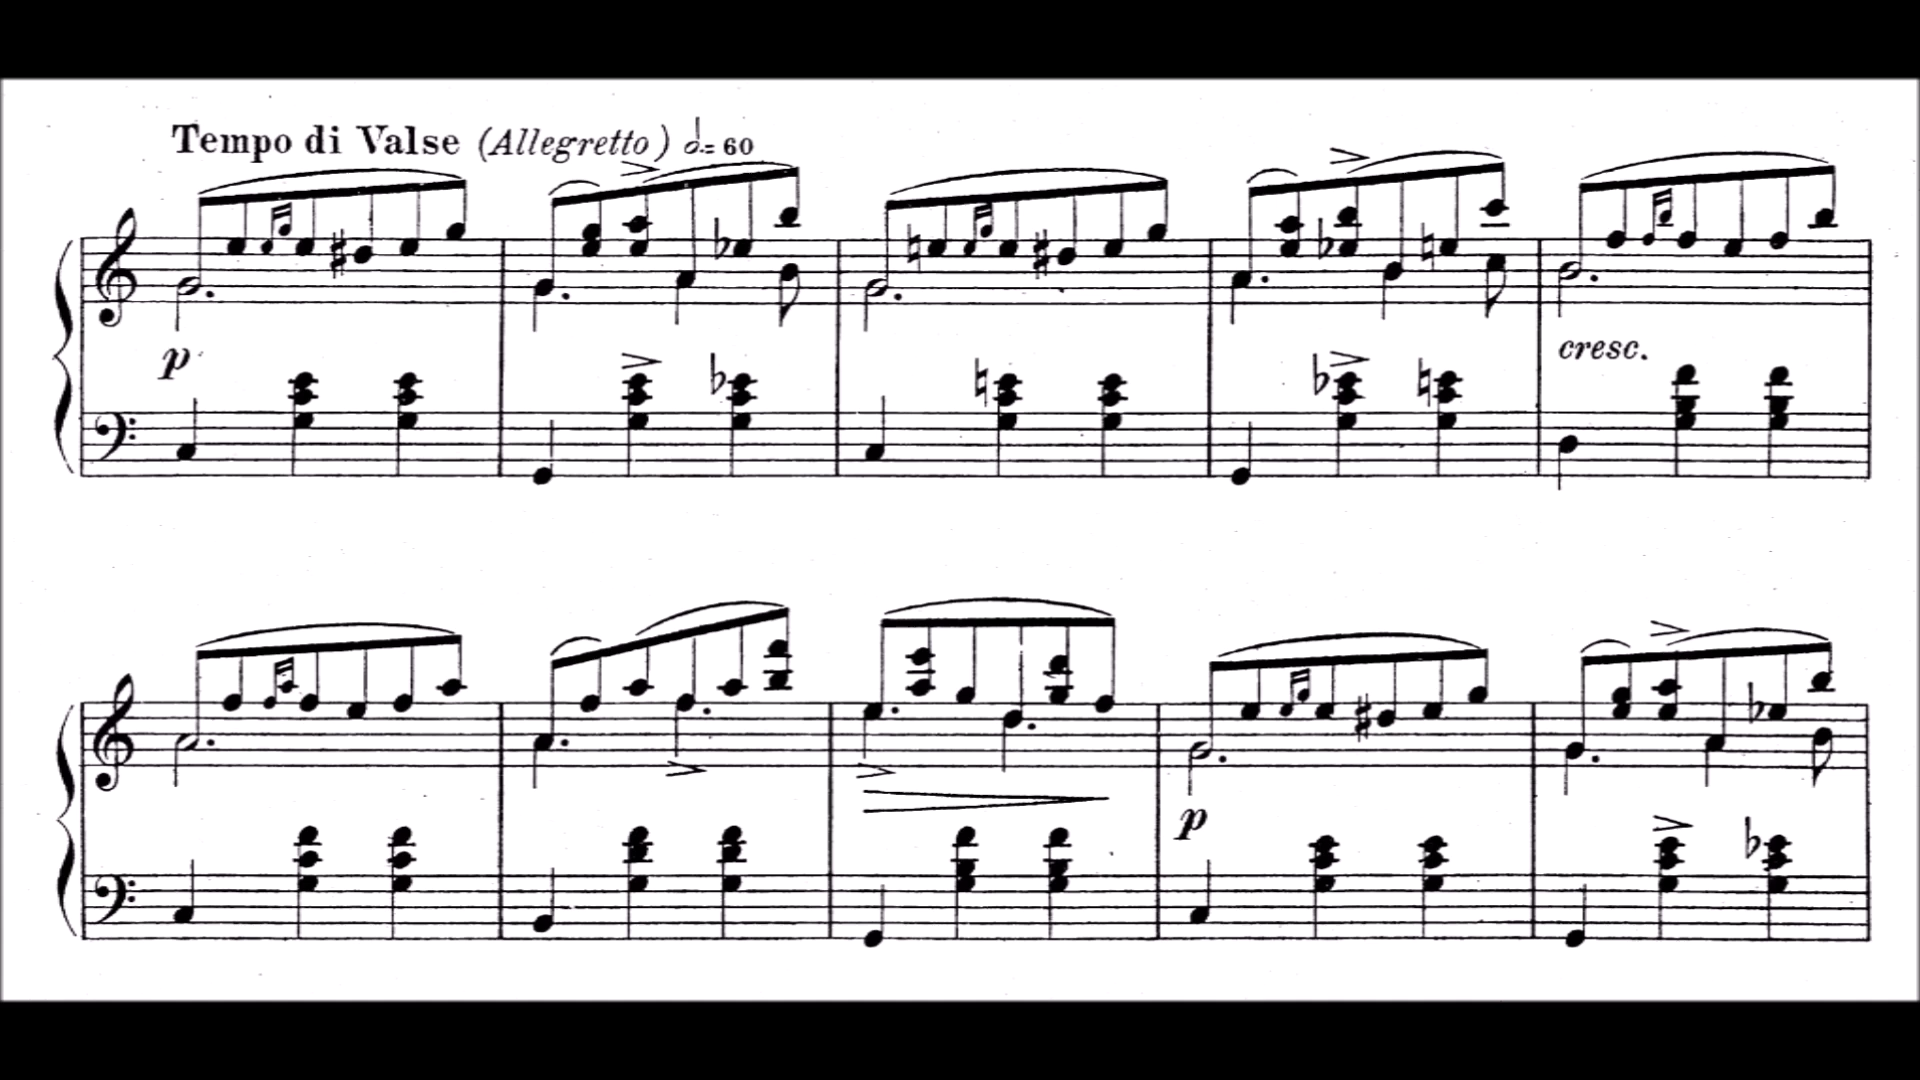 Tempo di Valse (Allegretto) 𝅗𝅥. = 60
p
cresc.
p